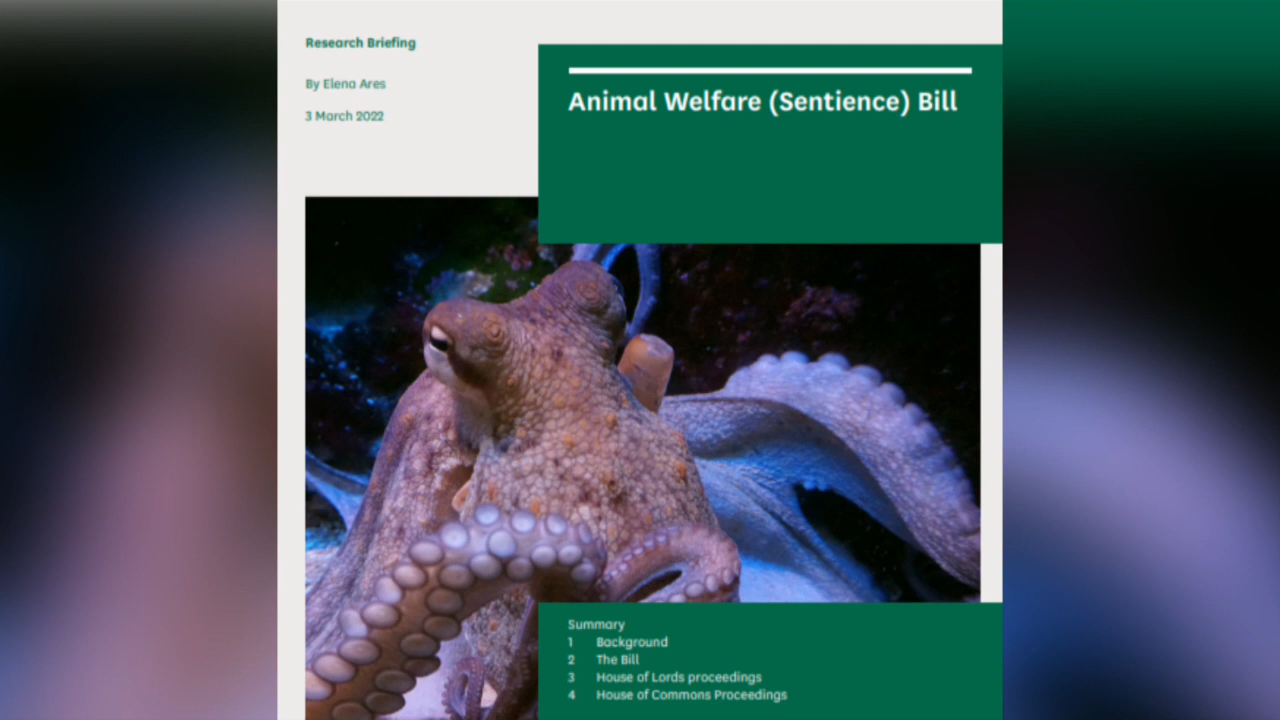 Research Briefing
By Elena Ares
3 March 2022
Animal Welfare (Sentience) Bill
Summary
1 Background
2 The Bill
3 House of Lords proceedings
4 House of Commons Proceedings